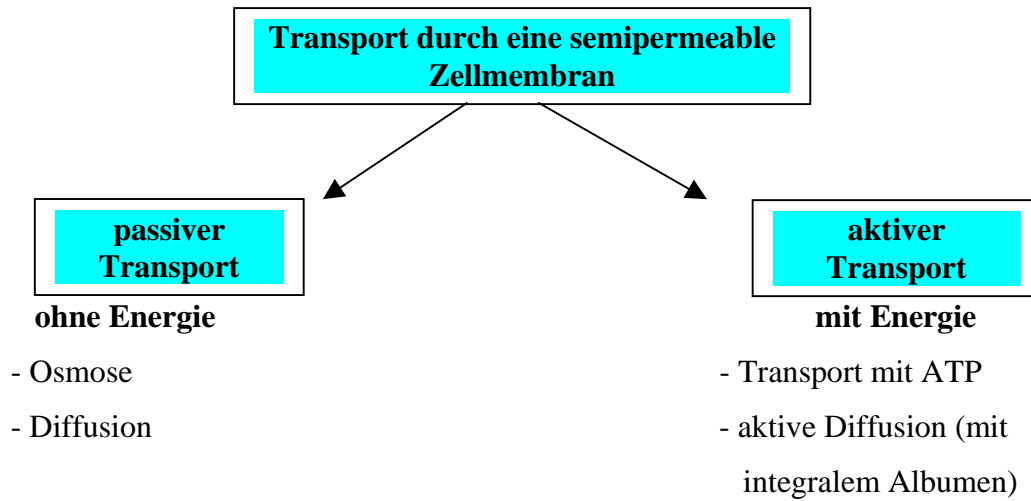 Transport durch eine semipermeable
Zellmembran
passiver
Transport
ohne Energie
- Osmose
- Diffusion
aktiver
Transport
mit Energie
- Transport mit ATP
- aktive Diffusion (mit
integralem Albumen)